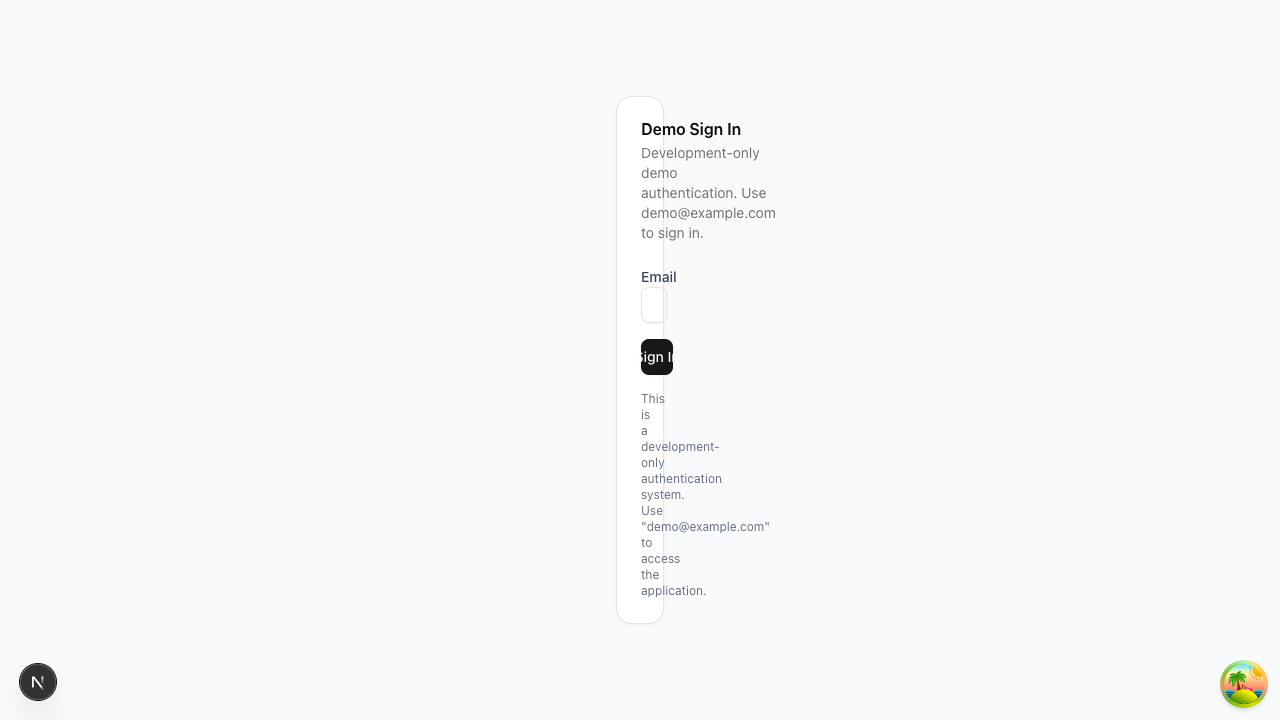 Demo Sign In
Development-only
demo
authentication. Use
demo@example.com
to sign in.
Email
Sign In
This
is
a
development-
only
authentication
system.
Use
"demo@example.com"
to
access
the
application.
N